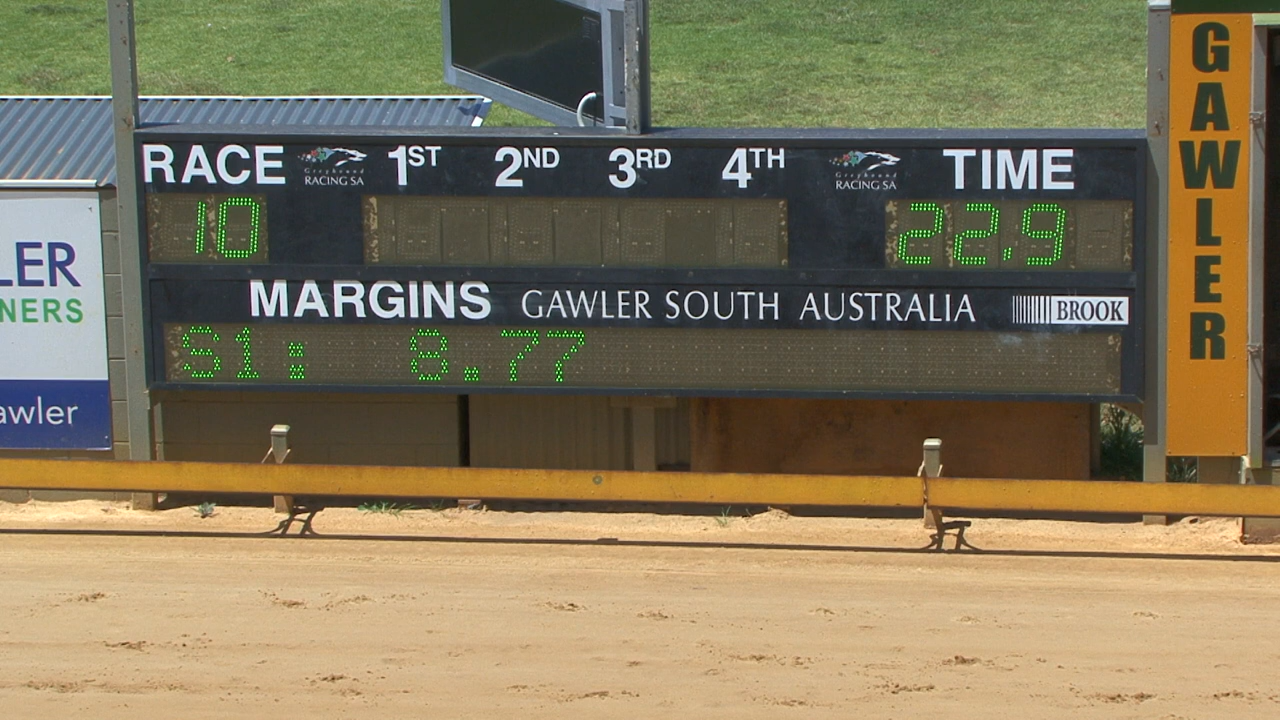 RACE Greyhound RACING SA 1ST 2ND 3RD 4TH Greyhound RACING SA TIME
10 22.9
MARGINS GAWLER SOUTH AUSTRALIA BROOK
S1: 8.77
GAWLER
LER
NERS
awler